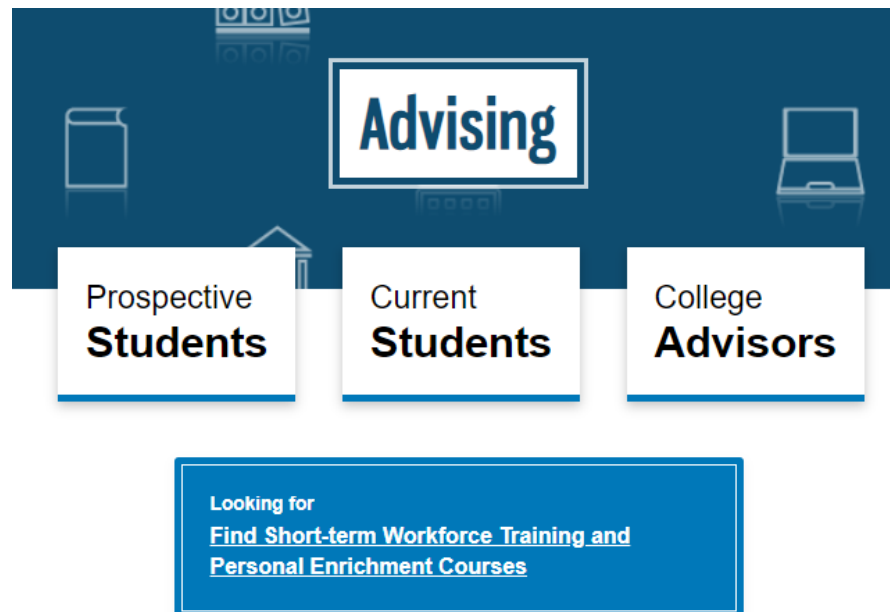 Advising
Prospective
Students
Current
Students
College
Advisors
Looking for
Find Short-term Workforce Training and
Personal Enrichment Courses